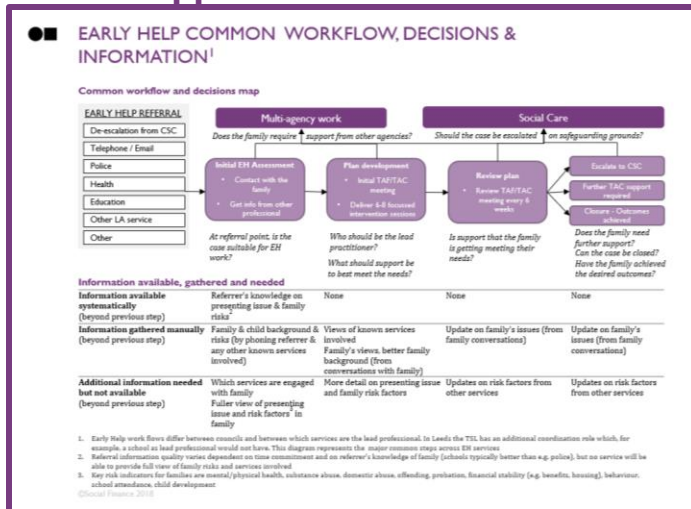 EARLY HELP COMMON WORKFLOW, DECISIONS &
INFORMATION¹
Common workflow and decisions map
EARLY HELP REFERRAL
De-escalation from CSC
Telephone / Email
Police
Health
Education
Other LA service
Other
Multi-agency work
Does the family require support from other agencies?
Social Care
Should the case be escalated on safeguarding grounds?
Initial EH Assessment
• Contact with the
family
• Get info from other
professional
Plan development
• Initial TAF/TAC
meeting
• Deliver 6-8 focussed
intervention sessions
Review plan
• Review TAF/TAC
meeting every 6
weeks
Escalate to CSC
Further TAC support
required
Closure - Outcomes
achieved
At referral point, is the
case suitable for EH
work?
Who should be the lead
practitioner?
What should support be
to best meet the needs?
Is support that the family
is getting meeting their
needs?
Does the family need
further support?
Can the case be closed?
Have the family achieved
the desired outcomes?
Information available, gathered and needed
Information available
systematically
(beyond previous step)
Referrer's knowledge on
presenting issue & family
risks²
None
None
None
Information gathered manually
(beyond previous step)
Family & child background &
risks (by phoning referrer &
any other known services
involved)
Views of known services
involved
Family's views, better family
background (from
conversations with family)
Update on family's issues (from
family conversations)
Update on family's
issues (from family
conversations)
Additional information needed
but not available
(beyond previous step)
Which services are engaged
with family
Fuller view of presenting
issue and risk factors³ in
family
More detail on presenting issue
and family risk factors
Updates on risk factors from
other services
Updates on risk factors
from other services
1. Early Help work flows differ between councils and between which services are the lead professional. In Leeds the TSL has an additional coordination role which, for
example, a school as lead professional would not have. This diagram represents the major common steps across EH services
2. Referral information quality varies dependent on time commitment and on referrer's knowledge of family (schools typically better than e.g. police), but no service will be
able to provide full view of family risks and services involved
3. Key risk indicators for families are mental/physical health, substance abuse, domestic abuse, offending, probation, financial stability (e.g. benefits, housing), behaviour,
school attendance, child development
©Social Finance 2018